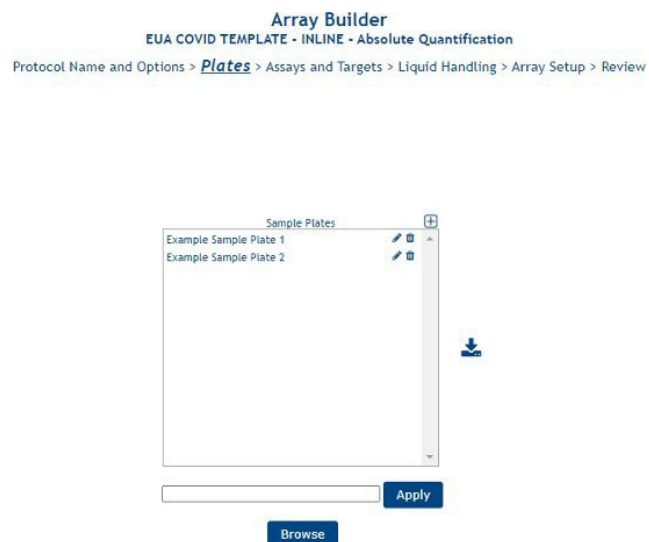 Array Builder
EUA COVID TEMPLATE - INLINE - Absolute Quantification
Protocol Name and Options > Plates > Assays and Targets > Liquid Handling > Array Setup > Review
Sample Plates
Example Sample Plate 1
Example Sample Plate 2
Apply
Browse